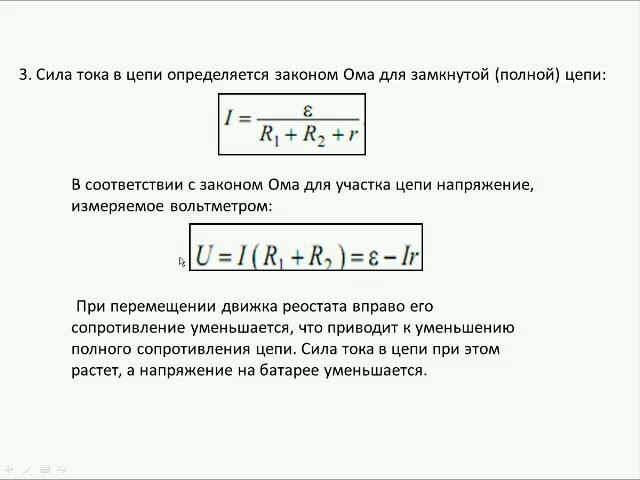 3. Сила тока в цепи определяется законом Ома для замкнутой (полной) цепи:
I = ε / (R₁ + R₂ + r)
В соответствии с законом Ома для участка цепи напряжение,
измеряемое вольтметром:
U = I ( R₁ + R₂ ) = ε − Ir
При перемещении движка реостата вправо его
сопротивление уменьшается, что приводит к уменьшению
полного сопротивления цепи. Сила тока в цепи при этом
растет, а напряжение на батарее уменьшается.